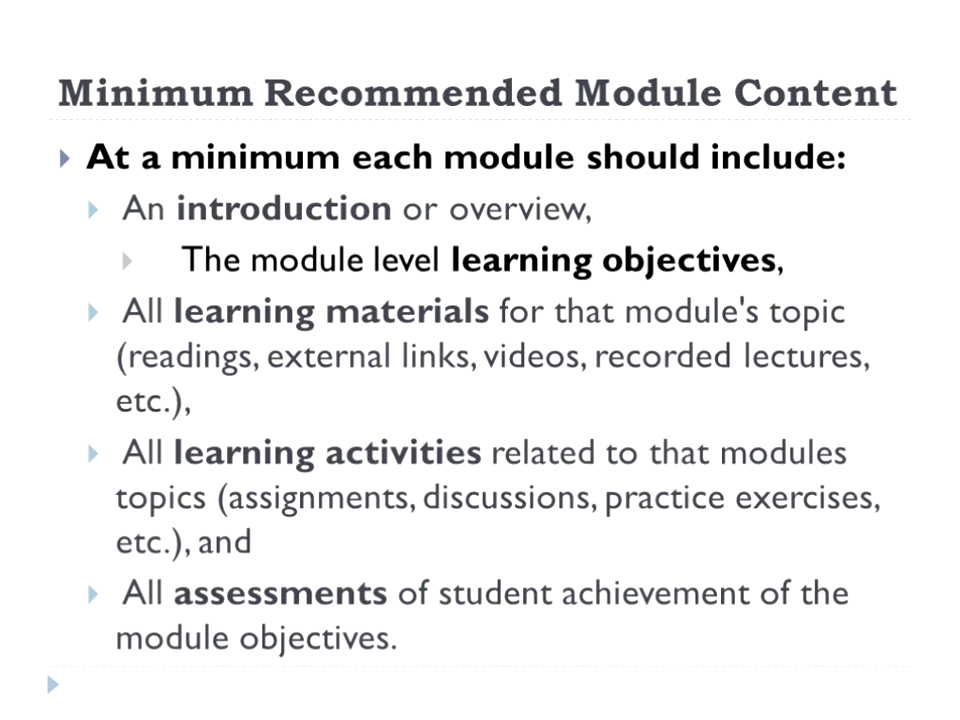 Minimum Recommended Module Content
At a minimum each module should include:
An introduction or overview,
The module level learning objectives,
All learning materials for that module's topic
(readings, external links, videos, recorded lectures,
etc.),
All learning activities related to that modules
topics (assignments, discussions, practice exercises,
etc.), and
All assessments of student achievement of the
module objectives.